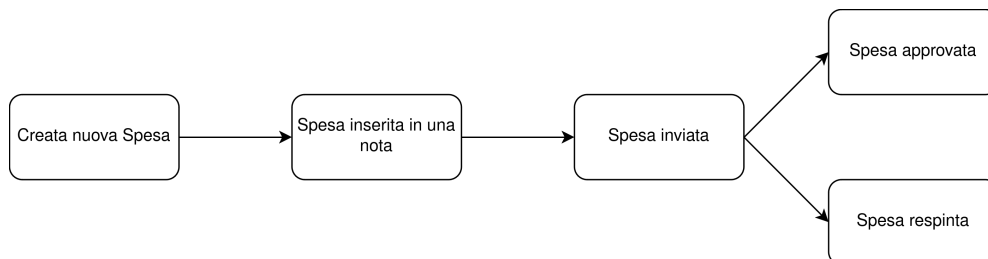 Spesa approvata
Creata nuova Spesa
Spesa inserita in una
nota
Spesa inviata
Spesa respinta